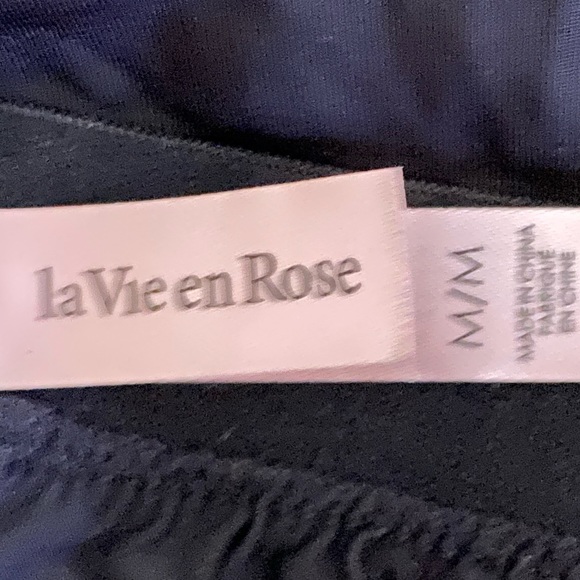 la Vie en Rose
M/M
MADE IN CHINA
FABRIQUÉ
EN CHINE